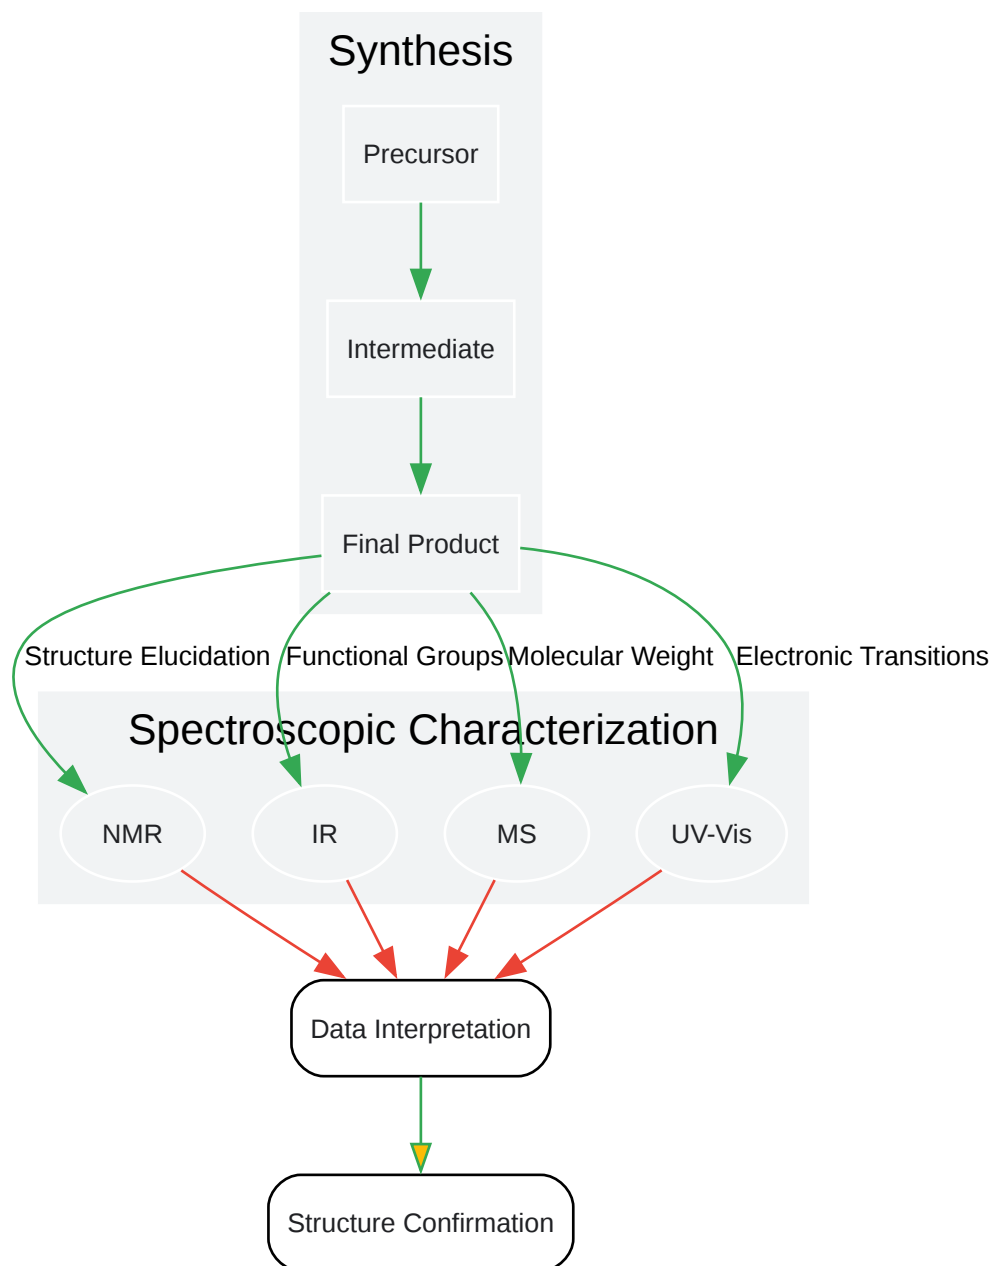 Synthesis
Precursor
Intermediate
Final Product
Structure Elucidation
Functional Groups
Molecular Weight
Electronic Transitions
Spectroscopic Characterization
NMR
IR
MS
UV-Vis
Data Interpretation
Structure Confirmation